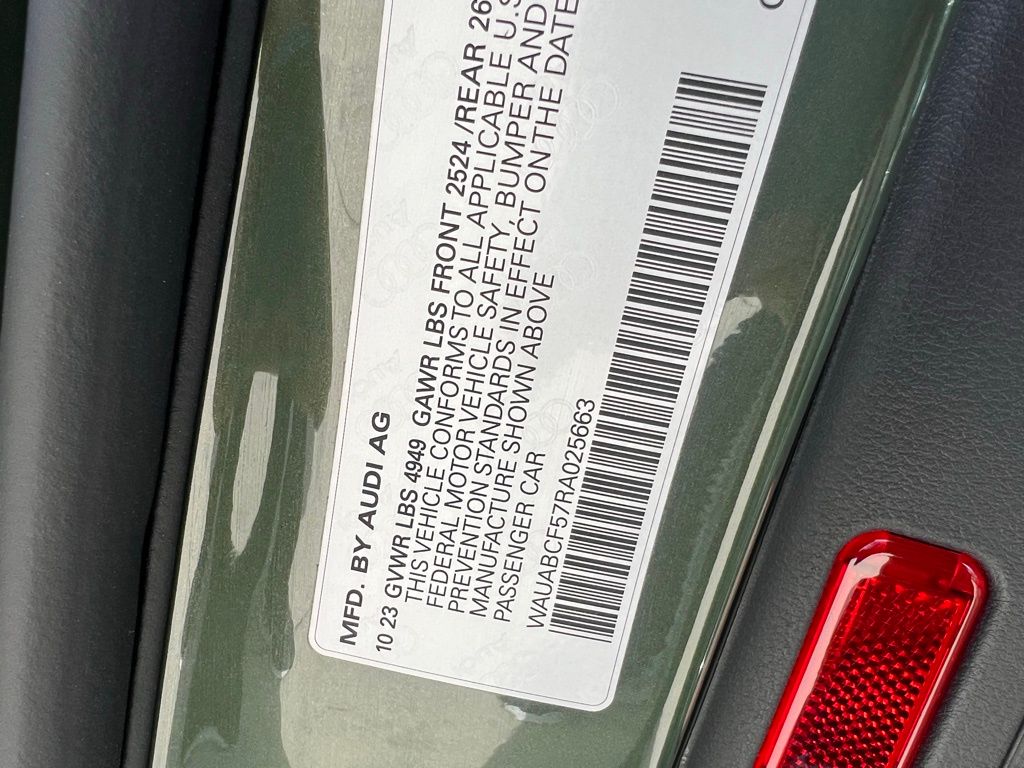 MFD. BY AUDI AG
10 23 GVWR LBS 4949 GAWR LBS FRONT 2524 /REAR 26
THIS VEHICLE CONFORMS TO ALL APPLICABLE U.S
FEDERAL MOTOR VEHICLE SAFETY, BUMPER AND
PREVENTION STANDARDS IN EFFECT ON THE DATE
MANUFACTURE SHOWN ABOVE
PASSENGER CAR
WAUABCF57RA025663